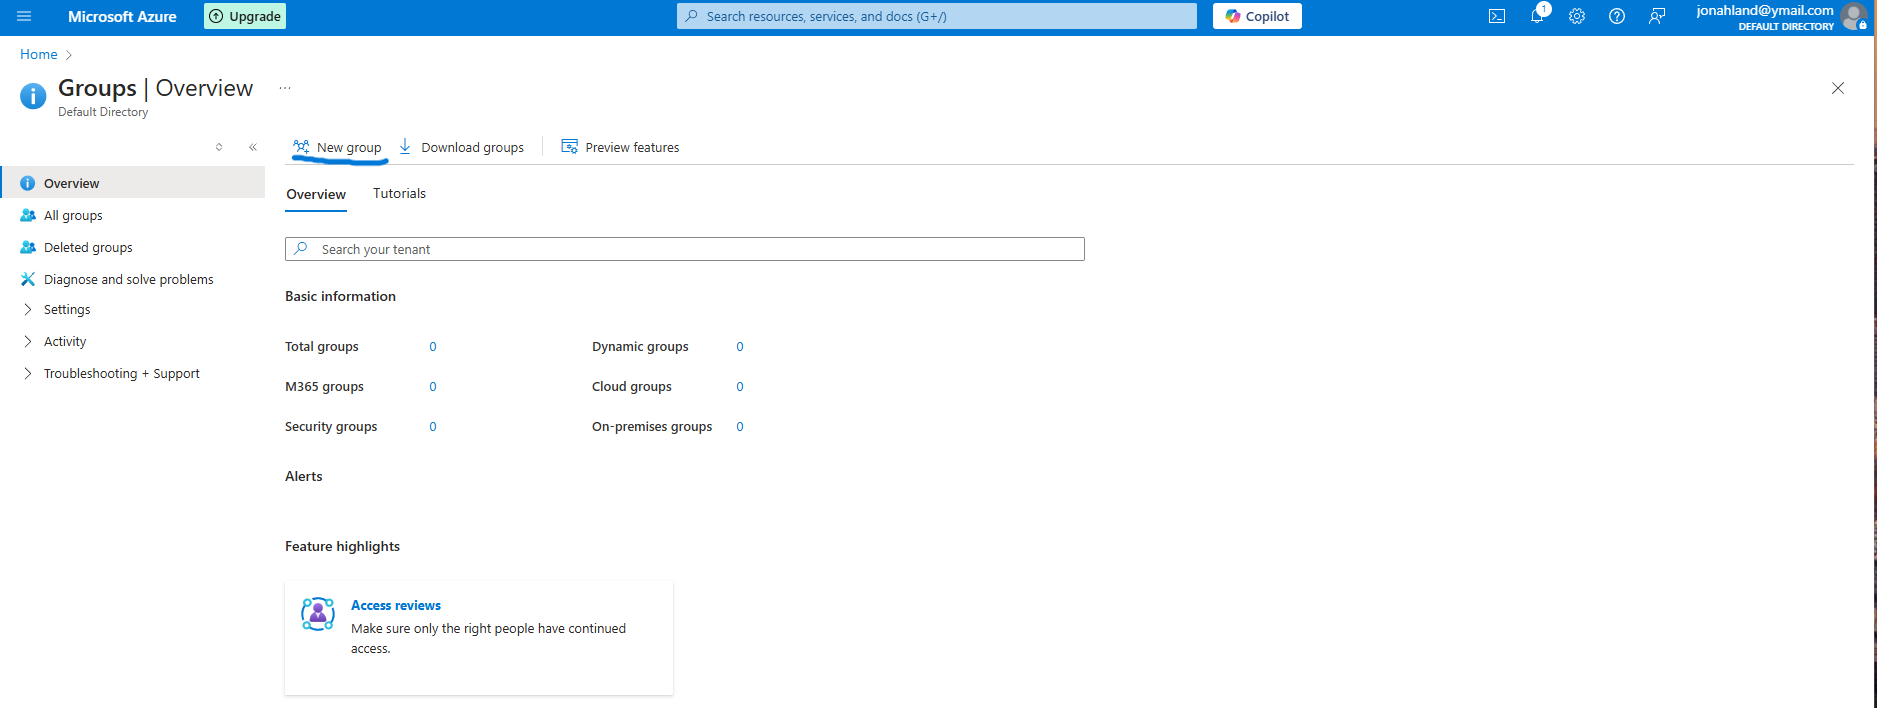 Microsoft Azure
Upgrade
Search resources, services, and docs (G+/)
Copilot
1
jonahland@ymail.com
DEFAULT DIRECTORY
Home
Groups | Overview
...
Default Directory
New group
Download groups
Preview features
Overview
All groups
Deleted groups
Diagnose and solve problems
Settings
Activity
Troubleshooting + Support
Overview
Tutorials
Search your tenant
Basic information
Total groups 0
Dynamic groups 0
M365 groups 0
Cloud groups 0
Security groups 0
On-premises groups 0
Alerts
Feature highlights
Access reviews
Make sure only the right people have continued
access.